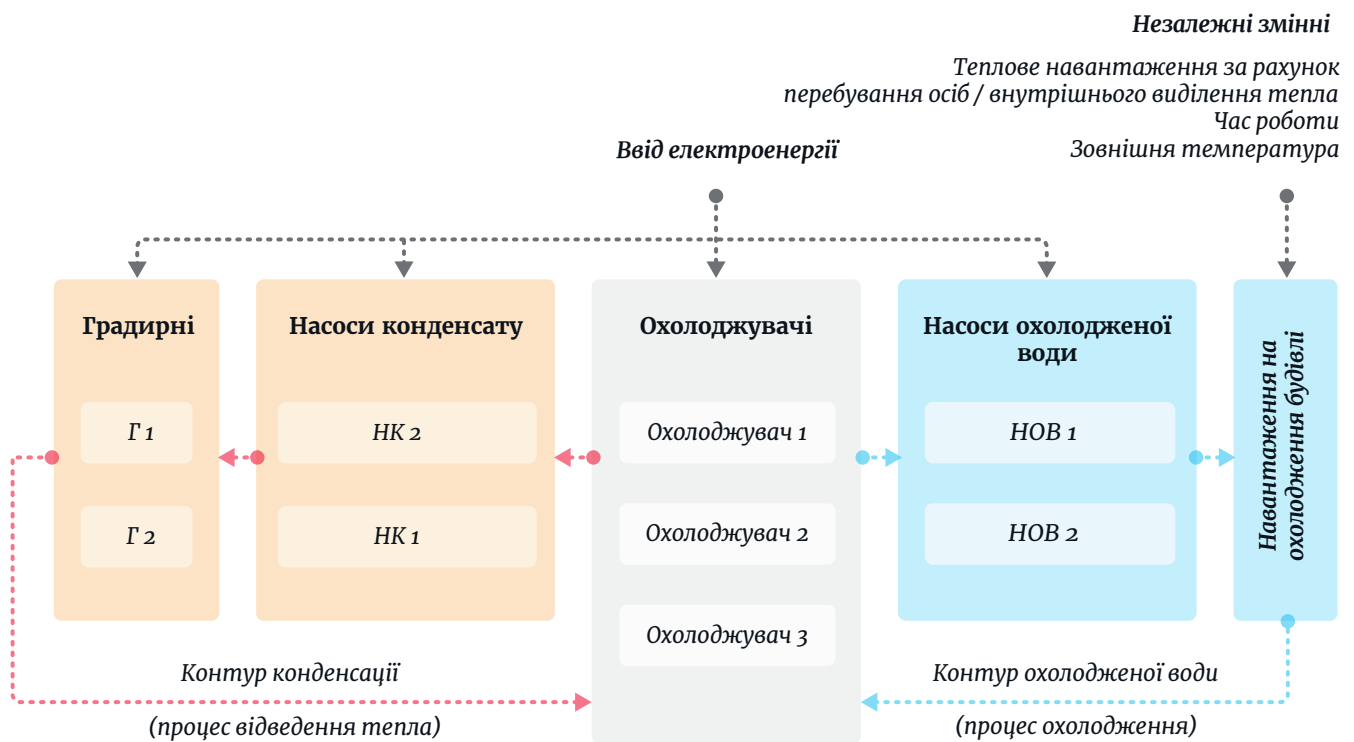 Незалежні змінні
Теплове навантаження за рахунок
перебування осіб / внутрішнього виділення тепла
Час роботи
Зовнішня температура
Ввід електроенергії
Градирні
Г 1
Г 2
Насоси конденсату
НК 2
НК 1
Охолоджувачі
Охолоджувач 1
Охолоджувач 2
Охолоджувач 3
Насоси охолодженої
води
НОВ 1
НОВ 2
Навантаження на
охолодження будівлі
Контур конденсації
(процес відведення тепла)
Контур охолодженої води
(процес охолодження)